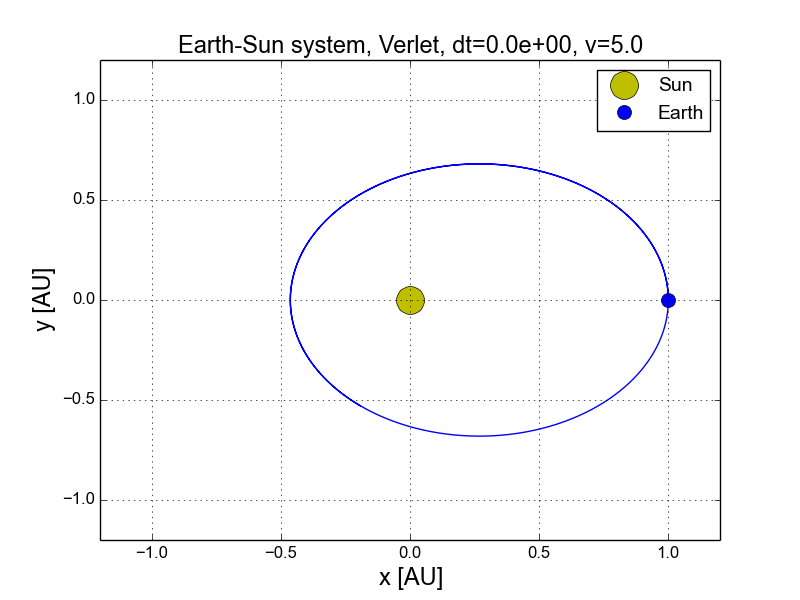 Earth-Sun system, Verlet, dt=0.0e+00, v=5.0
Sun
Earth
1.0
0.5
0.0
−0.5
−1.0
y [AU]
−1.0 −0.5 0.0 0.5 1.0
x [AU]